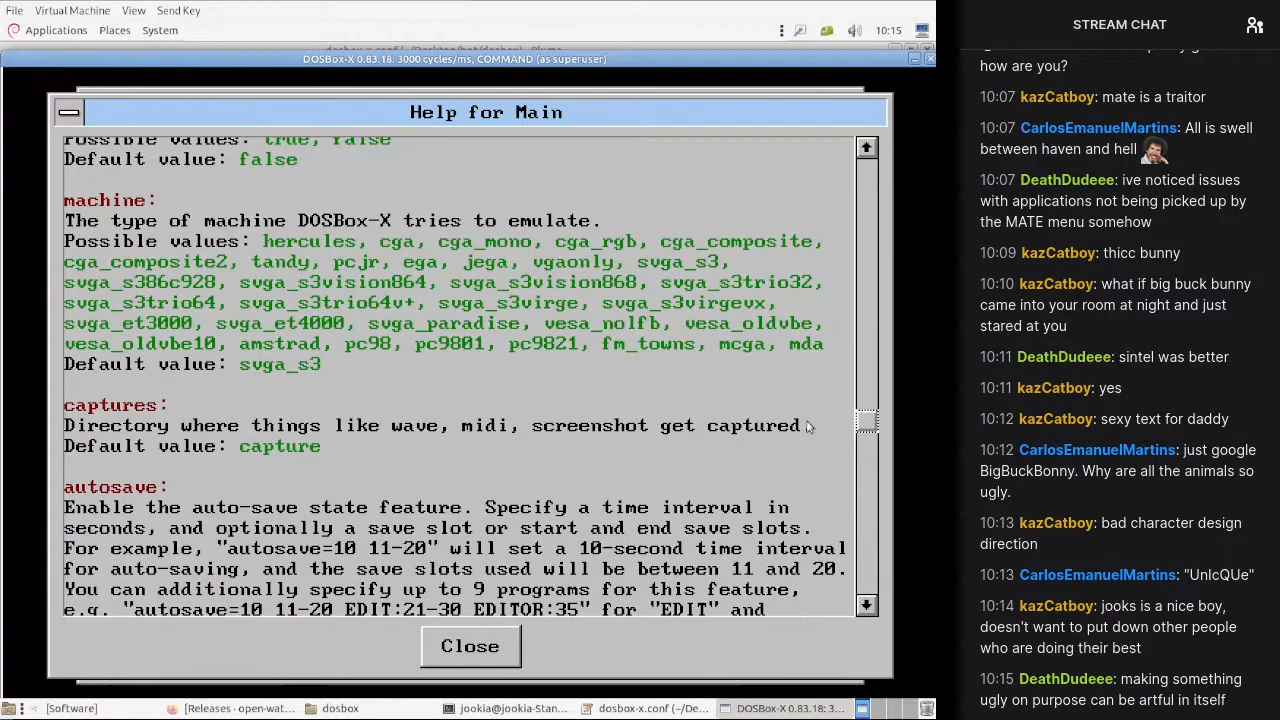 File Virtual Machine View Send Key
Applications Places System 10:15
DOSBox-X 0.83.18: 3000 cycles/ms, COMMAND (as superuser)
Help for Main
Possible values: true, false
Default value: false
machine:
The type of machine DOSBox-X tries to emulate.
Possible values: hercules, cga, cga_mono, cga_rgb, cga_composite,
cga_composite2, tandy, pcjr, ega, jega, vgaonly, svga_s3,
svga_s386c928, svga_s3vision864, svga_s3vision868, svga_s3trio32,
svga_s3trio64, svga_s3trio64v+, svga_s3virge, svga_s3virgevx,
svga_et3000, svga_et4000, svga_paradise, vesa_nolfb, vesa_oldvbe,
vesa_oldvbe10, amstrad, pc98, pc9801, pc9821, fm_towns, mcga, mda
Default value: svga_s3
captures:
Directory where things like wave, midi, screenshot get captured.
Default value: capture
autosave:
Enable the auto-save state feature. Specify a time interval in
seconds, and optionally a save slot or start and end save slots.
For example, "autosave=10 11-20" will set a 10-second time interval
for auto-saving, and the save slots used will be between 11 and 20.
You can additionally specify up to 9 programs for this feature,
e.g. "autosave=10 11-20 EDIT:21-30 EDITOR:35" for "EDIT" and
Close
[Software] [Releases · open-wat... dosbox jookia@jookia-Stan... dosbox-x.conf (~/De... DOSBox-X 0.83.18: 3...
STREAM CHAT
how are you?
10:07 kazCatboy: mate is a traitor
10:07 CarlosEmanuelMartins: All is swell
between haven and hell
10:07 DeathDudeee: ive noticed issues
with applications not being picked up by
the MATE menu somehow
10:09 kazCatboy: thicc bunny
10:10 kazCatboy: what if big buck bunny
came into your room at night and just
stared at you
10:11 DeathDudeee: sintel was better
10:11 kazCatboy: yes
10:12 kazCatboy: sexy text for daddy
10:12 CarlosEmanuelMartins: just google
BigBuckBonny. Why are all the animals so
ugly.
10:13 kazCatboy: bad character design
direction
10:13 CarlosEmanuelMartins: "UnIcQUe"
10:14 kazCatboy: jooks is a nice boy,
doesn't want to put down other people
who are doing their best
10:15 DeathDudeee: making something
ugly on purpose can be artful in itself